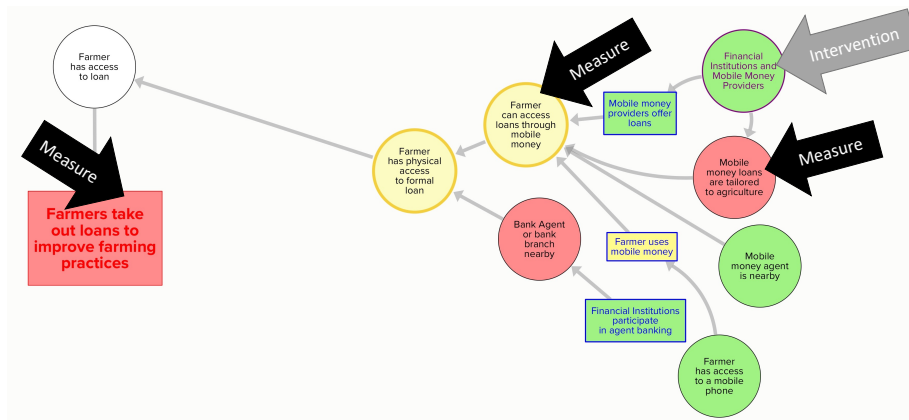 Farmer
has access
to loan
Measure
Farmers take
out loans to
improve farming
practices
Farmer
has physical
access
to formal
loan
Farmer
can access
loans through
mobile
money
Measure
Mobile money
providers offer
loans
Financial
Institutions and
Mobile Money
Providers
Intervention
Mobile
money loans
are tailored
to agriculture
Measure
Bank Agent
or bank
branch
nearby
Farmer uses
mobile money
Mobile
money agent
is nearby
Financial Institutions
participate
in agent banking
Farmer
has access
to a mobile
phone